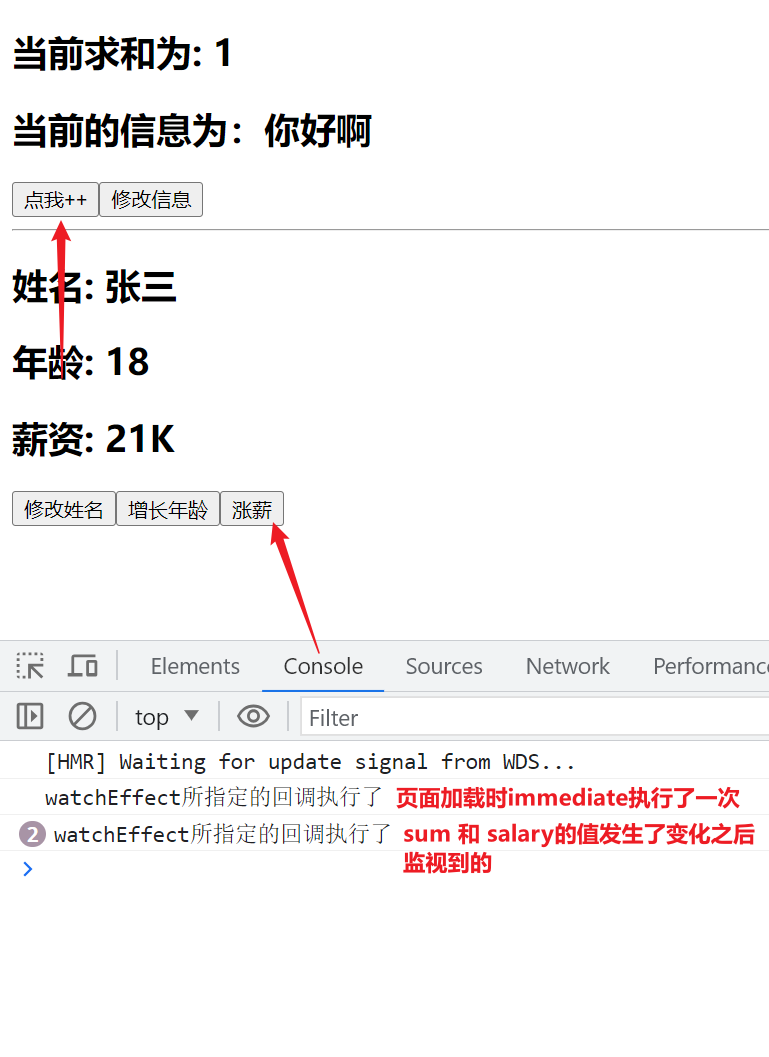 当前求和为: 1
当前的信息为：你好啊
点我++ 修改信息
姓名: 张三
年龄: 18
薪资: 21K
修改姓名 增长年龄 涨薪
Elements Console Sources Network Performance
top Filter
[HMR] Waiting for update signal from WDS...
watchEffect所指定的回调执行了 页面加载时immediate执行了一次
2 watchEffect所指定的回调执行了 sum 和 salary的值发生了变化之后
监视到的